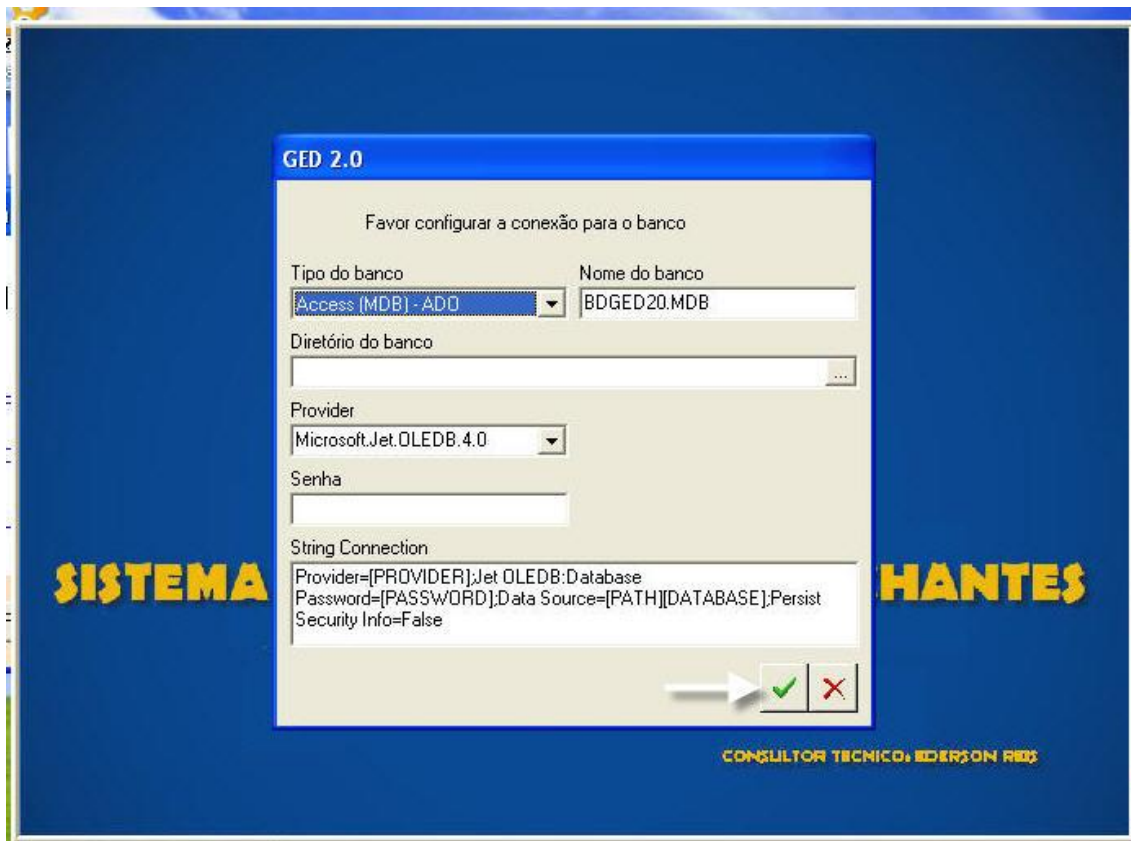 GED 2.0
Favor configurar a conexão para o banco
Tipo do banco
Nome do banco
Access (MDB) - ADO
BDGED20.MDB
Diretório do banco
...
Provider
Microsoft.Jet.OLEDB.4.0
Senha
String Connection
Provider=[PROVIDER];Jet OLEDB:Database
Password=[PASSWORD];Data Source=[PATH][DATABASE];Persist
Security Info=False
SISTEMA
HANTES
CONSULTOR TECNICO: EDERSON REIS